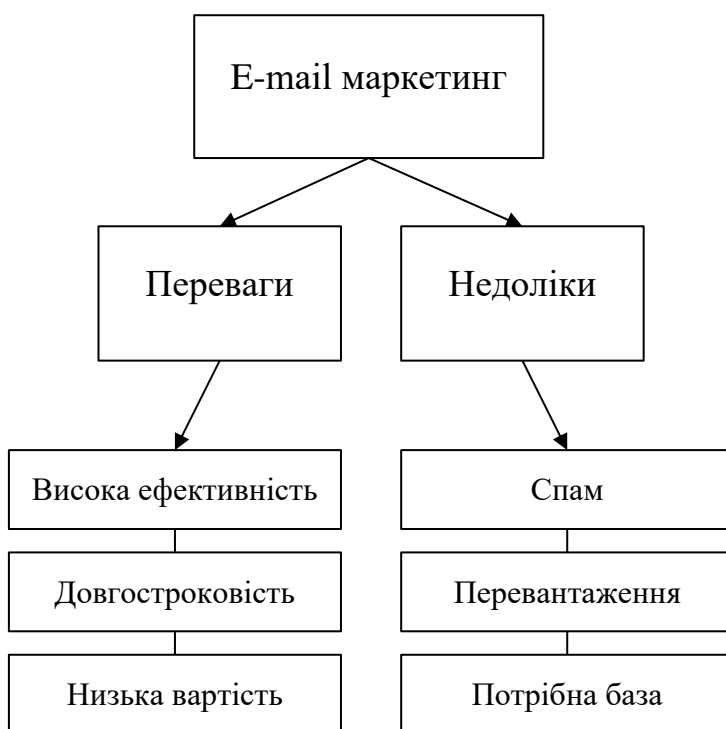 E-mail маркетинг
Переваги
Недоліки
Висока ефективність
Спам
Довгостроковість
Перевантаження
Низька вартість
Потрібна база